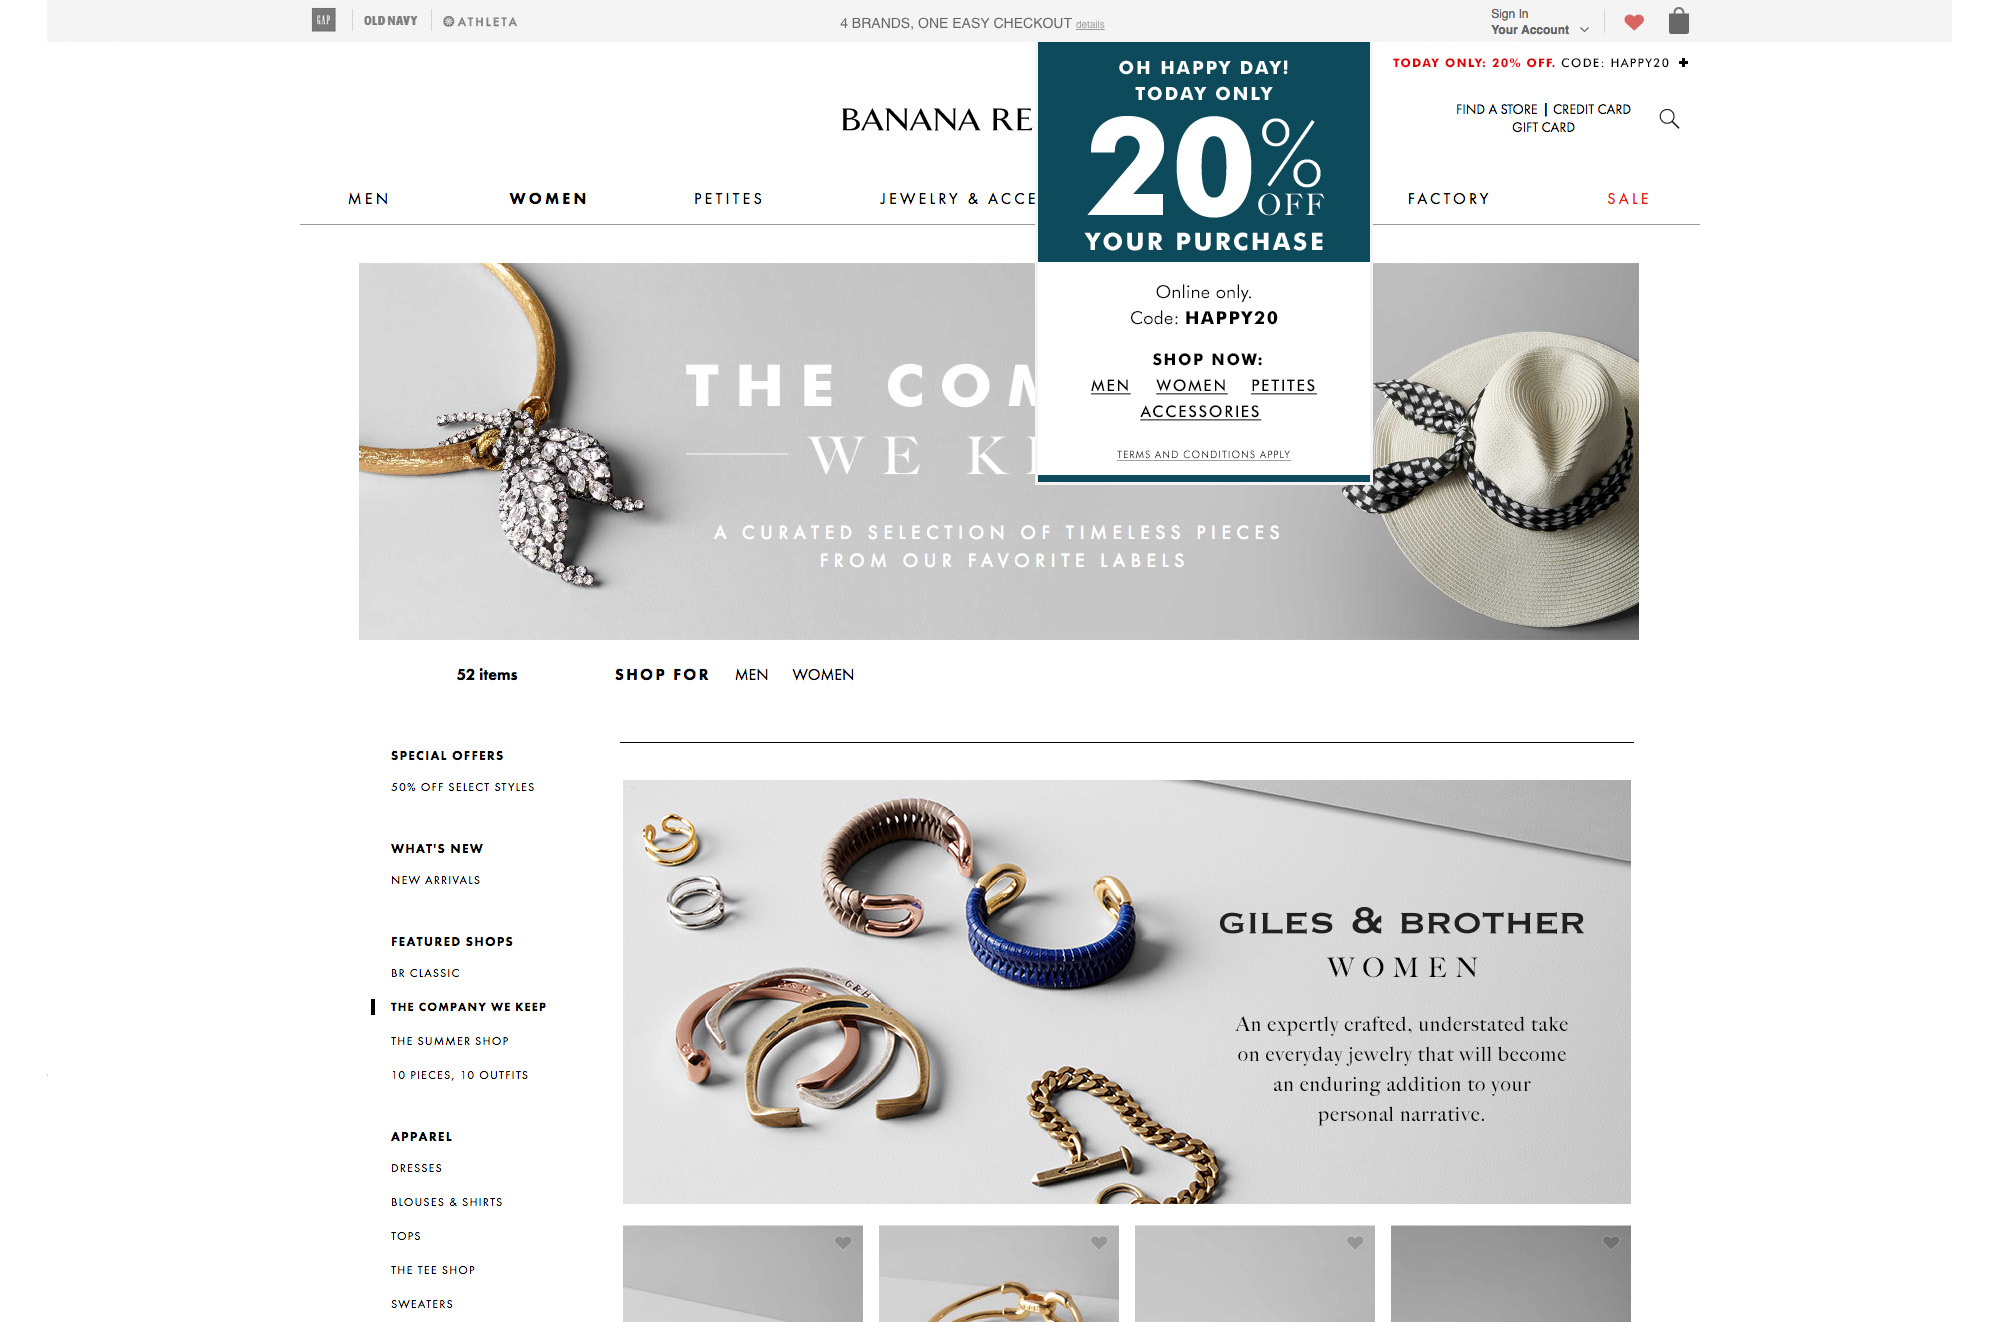 GAP
OLD NAVY
ATHLETA
4 BRANDS, ONE EASY CHECKOUT details
Sign In
Your Account
OH HAPPY DAY!
TODAY ONLY
20% OFF
YOUR PURCHASE
Online only.
Code: HAPPY20
SHOP NOW:
MEN WOMEN PETITES
ACCESSORIES
TERMS AND CONDITIONS APPLY
TODAY ONLY: 20% OFF. CODE: HAPPY20 +
BANANA RE
FIND A STORE | CREDIT CARD
GIFT CARD
MEN WOMEN PETITES JEWELRY & ACCE FACTORY SALE
THE COM
WE KE
A CURATED SELECTION OF TIMELESS PIECES
FROM OUR FAVORITE LABELS
52 items SHOP FOR MEN WOMEN
SPECIAL OFFERS
50% OFF SELECT STYLES
WHAT'S NEW
NEW ARRIVALS
FEATURED SHOPS
BR CLASSIC
THE COMPANY WE KEEP
THE SUMMER SHOP
10 PIECES, 10 OUTFITS
APPAREL
DRESSES
BLOUSES & SHIRTS
TOPS
THE TEE SHOP
SWEATERS
GILES & BROTHER
WOMEN
An expertly crafted, understated take
on everyday jewelry that will become
an enduring addition to your
personal narrative.